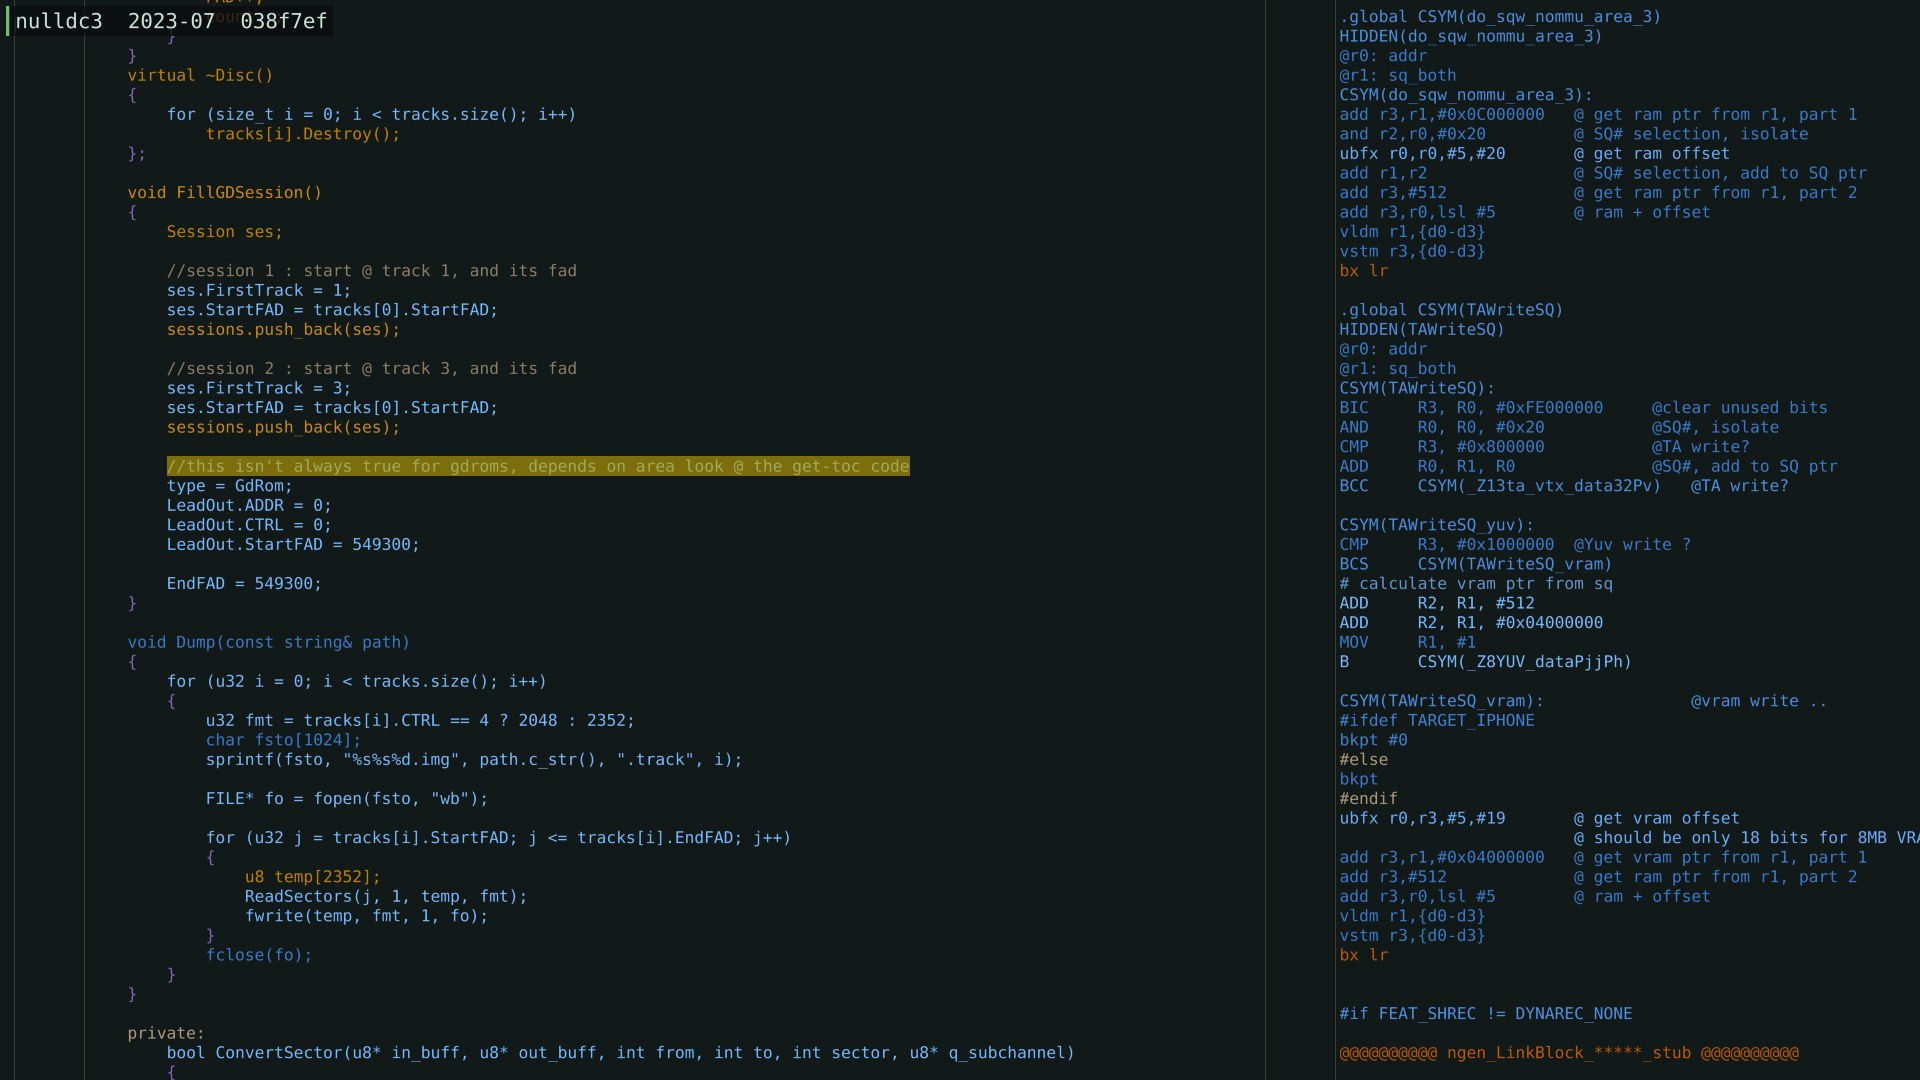 nulldc3  2023-07  038f7ef
}
}
virtual ~Disc()
{
for (size_t i = 0; i < tracks.size(); i++)
tracks[i].Destroy();
};
void FillGDSession()
{
Session ses;
//session 1 : start @ track 1, and its fad
ses.FirstTrack = 1;
ses.StartFAD = tracks[0].StartFAD;
sessions.push_back(ses);
//session 2 : start @ track 3, and its fad
ses.FirstTrack = 3;
ses.StartFAD = tracks[0].StartFAD;
sessions.push_back(ses);
//this isn't always true for gdroms, depends on area look @ the get-toc code
type = GdRom;
LeadOut.ADDR = 0;
LeadOut.CTRL = 0;
LeadOut.StartFAD = 549300;
EndFAD = 549300;
}
void Dump(const string& path)
{
for (u32 i = 0; i < tracks.size(); i++)
{
u32 fmt = tracks[i].CTRL == 4 ? 2048 : 2352;
char fsto[1024];
sprintf(fsto, "%s%s%d.img", path.c_str(), ".track", i);
FILE* fo = fopen(fsto, "wb");
for (u32 j = tracks[i].StartFAD; j <= tracks[i].EndFAD; j++)
{
u8 temp[2352];
ReadSectors(j, 1, temp, fmt);
fwrite(temp, fmt, 1, fo);
}
fclose(fo);
}
}
private:
bool ConvertSector(u8* in_buff, u8* out_buff, int from, int to, int sector, u8* q_subchannel)
{
.global CSYM(do_sqw_nommu_area_3)
HIDDEN(do_sqw_nommu_area_3)
@r0: addr
@r1: sq_both
CSYM(do_sqw_nommu_area_3):
add r3,r1,#0x0C000000   @ get ram ptr from r1, part 1
and r2,r0,#0x20         @ SQ# selection, isolate
ubfx r0,r0,#5,#20       @ get ram offset
add r1,r2               @ SQ# selection, add to SQ ptr
add r3,#512             @ get ram ptr from r1, part 2
add r3,r0,lsl #5        @ ram + offset
vldm r1,{d0-d3}
vstm r3,{d0-d3}
bx lr
.global CSYM(TAWriteSQ)
HIDDEN(TAWriteSQ)
@r0: addr
@r1: sq_both
CSYM(TAWriteSQ):
BIC     R3, R0, #0xFE000000     @clear unused bits
AND     R0, R0, #0x20           @SQ#, isolate
CMP     R3, #0x800000           @TA write?
ADD     R0, R1, R0              @SQ#, add to SQ ptr
BCC     CSYM(_Z13ta_vtx_data32Pv)   @TA write?
CSYM(TAWriteSQ_yuv):
CMP     R3, #0x1000000  @Yuv write ?
BCS     CSYM(TAWriteSQ_vram)
# calculate vram ptr from sq
ADD     R2, R1, #512
ADD     R2, R1, #0x04000000
MOV     R1, #1
B       CSYM(_Z8YUV_dataPjjPh)
CSYM(TAWriteSQ_vram):               @vram write ..
#ifdef TARGET_IPHONE
bkpt #0
#else
bkpt
#endif
ubfx r0,r3,#5,#19       @ get vram offset
@ should be only 18 bits for 8MB
add r3,r1,#0x04000000   @ get vram ptr from r1, part 1
add r3,#512             @ get ram ptr from r1, part 2
add r3,r0,lsl #5        @ ram + offset
vldm r1,{d0-d3}
vstm r3,{d0-d3}
bx lr
#if FEAT_SHREC != DYNAREC_NONE
@@@@@@@@@@ ngen_LinkBlock_*****_stub @@@@@@@@@@